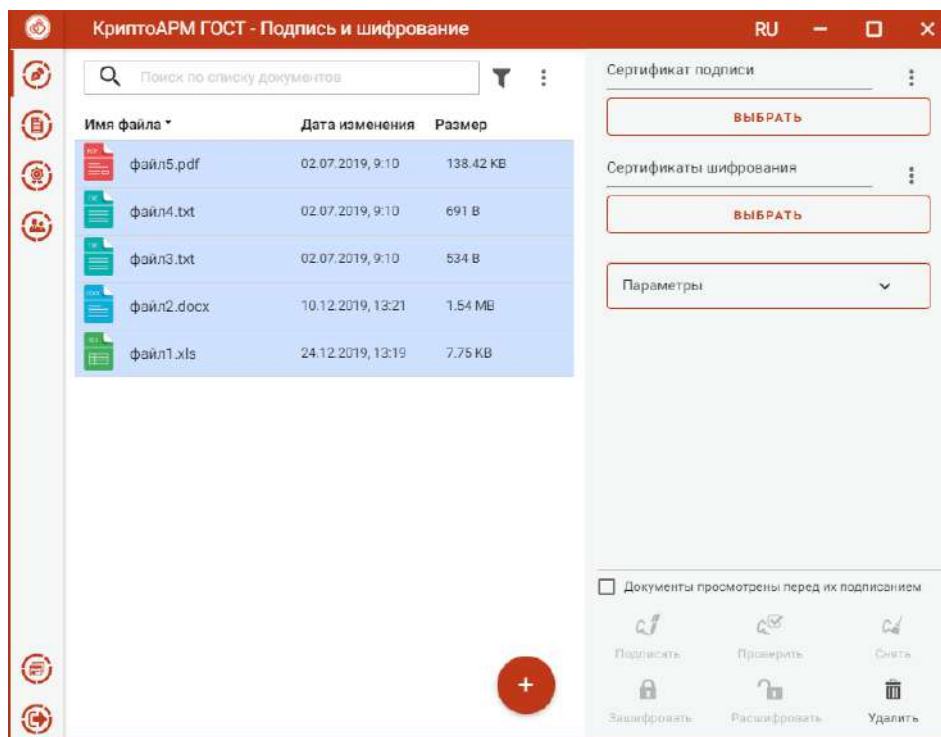 КриптоАРМ ГОСТ - Подпись и шифрование RU
Поиск по списку документов
Имя файла Дата изменения Размер
файл5.pdf 02.07.2019, 9:10 138.42 KB
файл4.txt 02.07.2019, 9:10 691 B
файл3.txt 02.07.2019, 9:10 534 B
файл2.docx 10.12.2019, 13:21 1.54 MB
файл1.xls 24.12.2019, 13:19 7.75 KB
Сертификат подписи
ВЫБРАТЬ
Сертификаты шифрования
ВЫБРАТЬ
Параметры
Документы просмотрены перед их подписанием
Подписать Проверить Снять
Зашифровать Расшифровать Удалить